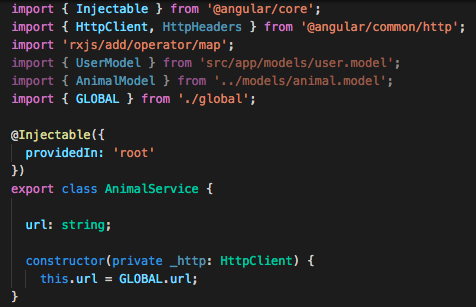 import { Injectable } from '@angular/core';
import { HttpClient, HttpHeaders } from '@angular/common/http';
import 'rxjs/add/operator/map';
import { UserModel } from 'src/app/models/user.model';
import { AnimalModel } from '../models/animal.model';
import { GLOBAL } from './global';
@Injectable({
  providedIn: 'root'
})
export class AnimalService {
  url: string;
  constructor(private _http: HttpClient) {
    this.url = GLOBAL.url;
}